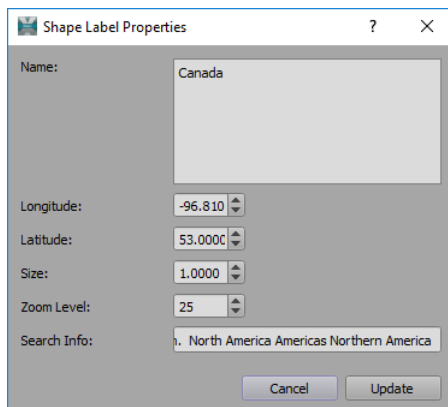 Shape Label Properties ?
Name: Canada
Longitude: -96.810
Latitude: 53.0000
Size: 1.0000
Zoom Level: 25
Search Info: North America Americas Northern America
Cancel Update